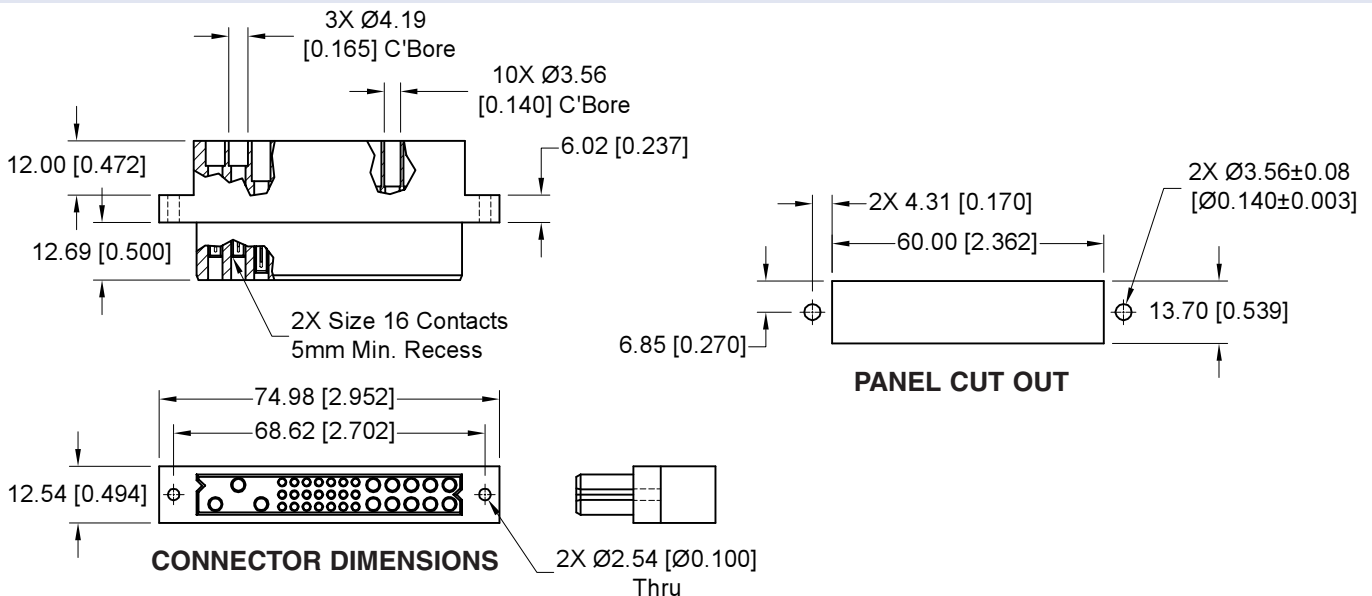 3X Ø4.19
[0.165] C'Bore
10X Ø3.56
[0.140] C'Bore
12.00 [0.472]
6.02 [0.237]
12.69 [0.500]
2X Size 16 Contacts
5mm Min. Recess
2X Ø3.56±0.08
[Ø0.140±0.003]
2X 4.31 [0.170]
60.00 [2.362]
13.70 [0.539]
6.85 [0.270]
PANEL CUT OUT
74.98 [2.952]
68.62 [2.702]
12.54 [0.494]
CONNECTOR DIMENSIONS
2X Ø2.54 [Ø0.100]
Thru